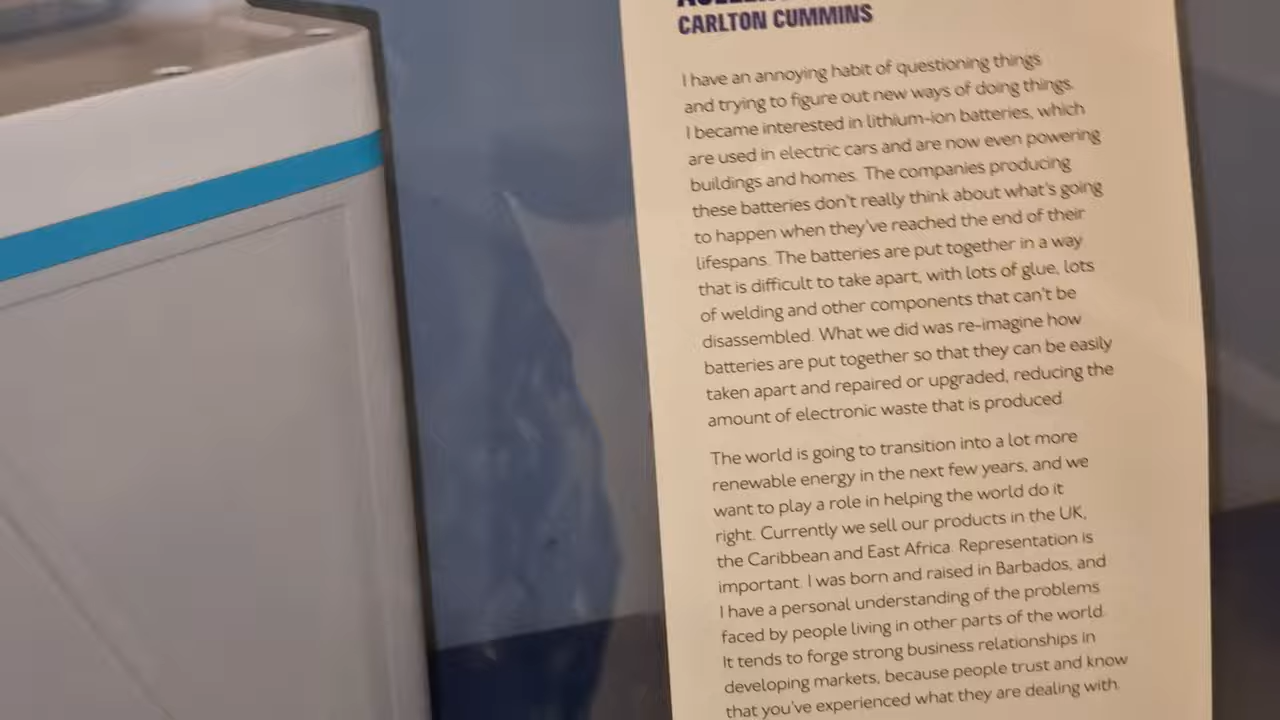 CARLTON CUMMINS
I have an annoying habit of questioning things
and trying to figure out new ways of doing things.
I became interested in lithium-ion batteries, which
are used in electric cars and are now even powering
buildings and homes. The companies producing
these batteries don't really think about what's going
to happen when they've reached the end of their
lifespans. The batteries are put together in a way
that is difficult to take apart, with lots of glue, lots
of welding and other components that can't be
disassembled. What we did was re-imagine how
batteries are put together so that they can be easily
taken apart and repaired or upgraded, reducing the
amount of electronic waste that is produced.
The world is going to transition into a lot more
renewable energy in the next few years, and we
want to play a role in helping the world do it
right. Currently we sell our products in the UK,
the Caribbean and East Africa. Representation is
important. I was born and raised in Barbados, and
I have a personal understanding of the problems
faced by people living in other parts of the world.
It tends to forge strong business relationships in
developing markets, because people trust and know
that you've experienced what they are dealing with.